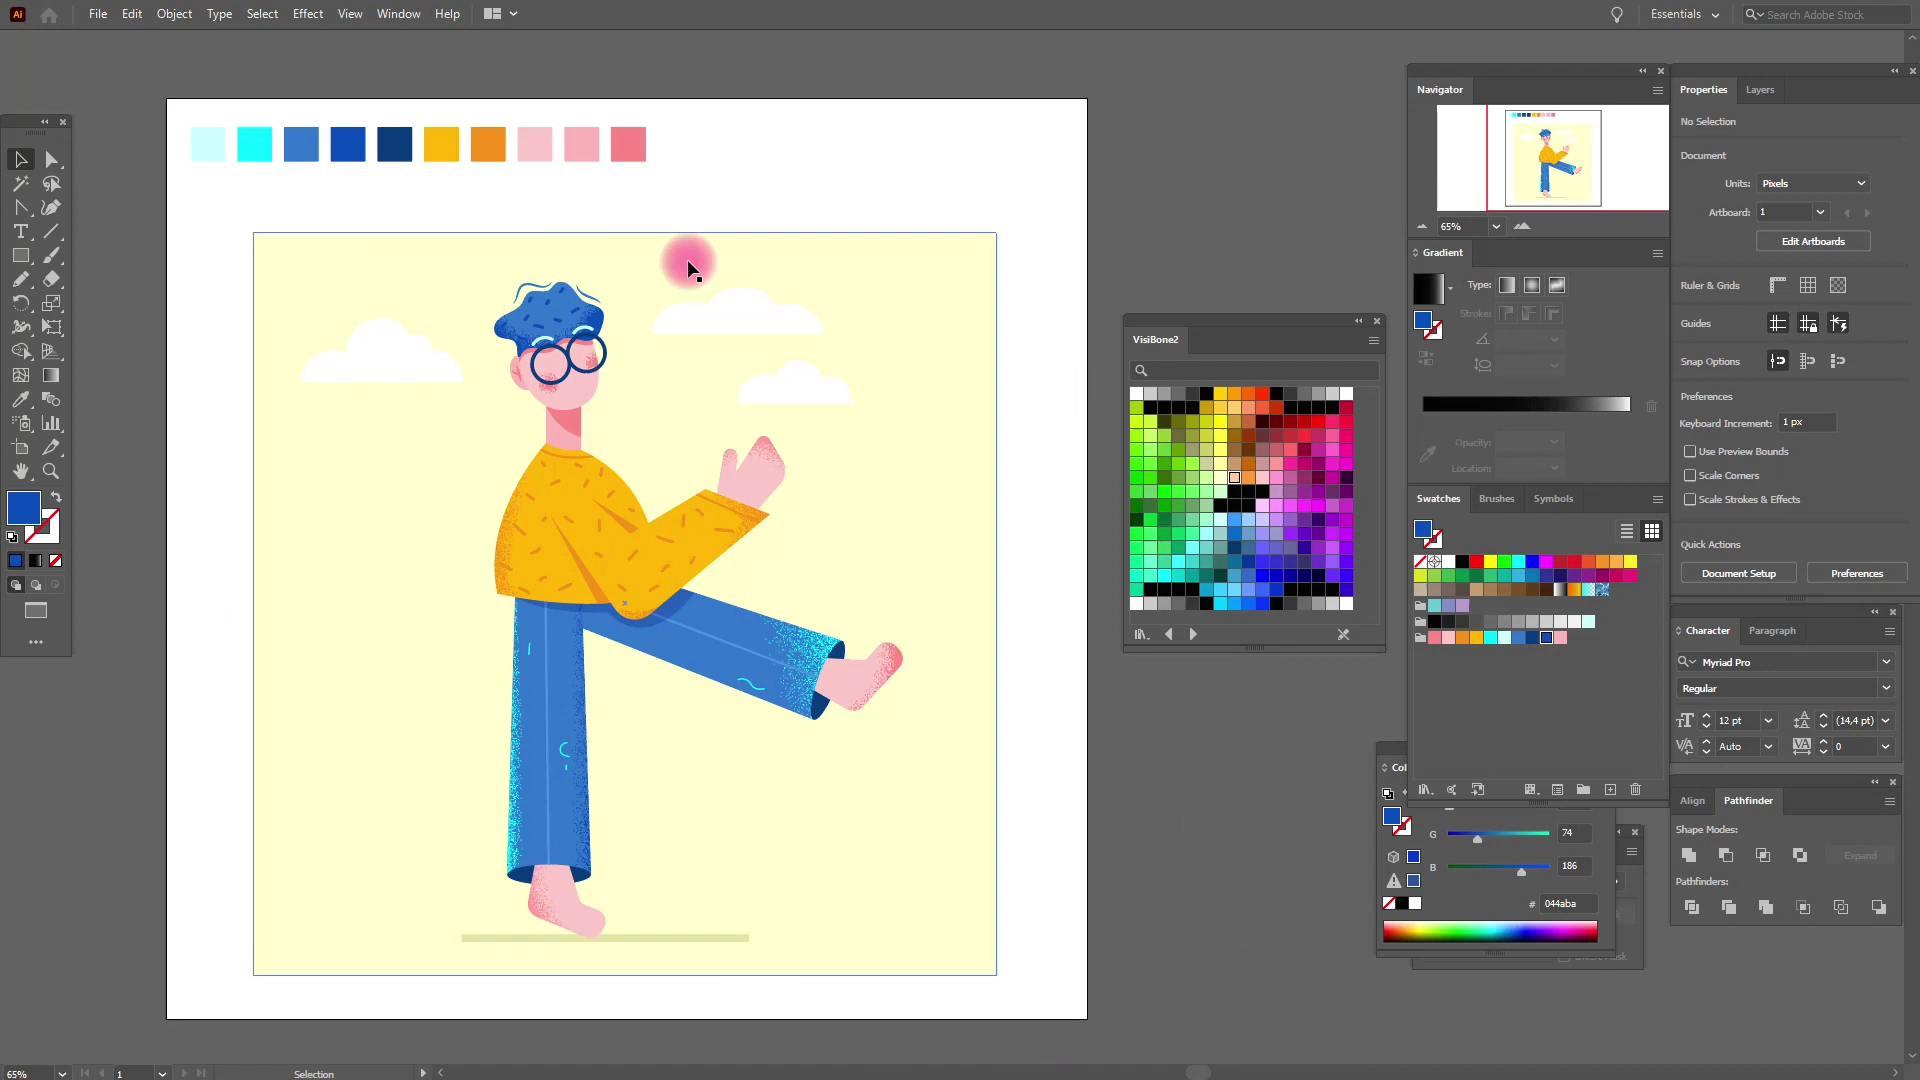 Ai File Edit Object Type Select Effect View Window Help Essentials Search Adobe Stock
Navigator
65%
Gradient
Type:
Stroke:
Opacity:
Location:
Swatches Brushes Symbols
VisiBone2
Properties Layers
No Selection
Document
Units: Pixels
Artboard: 1
Edit Artboards
Ruler & Grids
Guides
Snap Options
Preferences
Keyboard Increment: 1 px
Use Preview Bounds
Scale Corners
Scale Strokes & Effects
Quick Actions
Document Setup Preferences
Character Paragraph
Myriad Pro
Regular
12 pt (14,4 pt)
Auto 0
Align Pathfinder
Shape Modes:
Expand
Pathfinders:
Col
G 74
B 186
# 044aba
65% 1 Selection